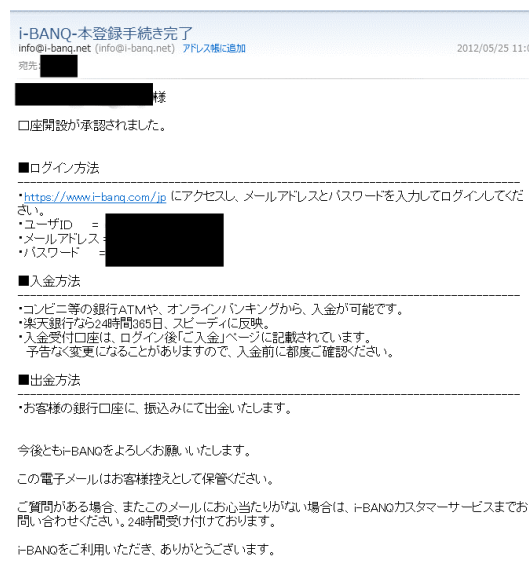 i-BANQ-本登録手続き完了
info@i-banq.net (info@i-banq.net) アドレス帳に追加 2012/05/25 11:0
宛先:
様
口座開設が承認されました。
■ログイン方法
・https://www.i-banq.com/jp にアクセスし、メールアドレスとパスワードを入力してログインしてくだ
さい。
・ユーザID =
・メールアドレス =
・パスワード =
■入金方法
・コンビニ等の銀行ATMや、オンラインバンキングから、入金が可能です。
・楽天銀行なら24時間365日、スピーディに反映。
・入金受付口座は、ログイン後「ご入金」ページに記載されています。
予告なく変更になることがありますので、入金前に都度ご確認ください。
■出金方法
・お客様の銀行口座に、振込みにて出金いたします。
今後ともi-BANQをよろしくお願いいたします。
この電子メールはお客様控えとして保管ください。
ご質問がある場合、またこのメールにお心当たりがない場合は、i-BANQカスタマーサービスまでお
問い合わせください。24時間受け付けております。
i-BANQをご利用いただき、ありがとうございます。